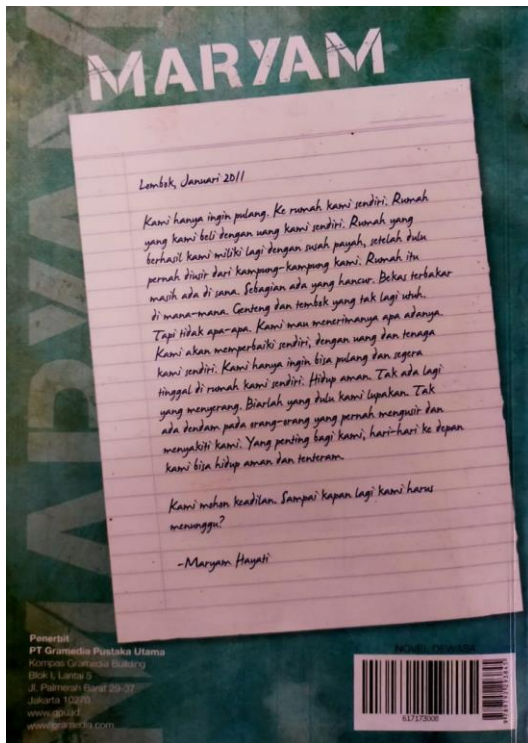 MARYAM
Lombok, Januari 2011
Kami hanya ingin pulang. Ke rumah kami sendiri. Rumah
yang kami beli dengan uang kami sendiri. Rumah yang
berhasil kami miliki lagi dengan susah payah, setelah dulu
pernah diusir dari kampung-kampung kami. Rumah itu
masih ada di sana. Sebagian ada yang hancur. Bekas terbakar
di mana-mana. Genteng dan tembok yang tak lagi utuh.
Tapi tidak apa-apa. Kami mau menerimanya apa adanya.
Kami akan memperbaiki sendiri, dengan uang dan tenaga
kami sendiri. Kami hanya ingin bisa pulang dan segera
tinggal di rumah kami sendiri. Hidup aman. Tak ada lagi
yang menyerang. Biarlah yang dulu kami lupakan. Tak
ada dendam pada orang-orang yang pernah mengusir dan
menyakiti kami. Yang penting bagi kami, hari-hari ke depan
kami bisa hidup aman dan tenteram.
Kami mohon keadilan. Sampai kapan lagi kami harus
menunggu?
-Maryam Hayati
MARYAM
Penerbit
PT Gramedia Pustaka Utama
Kompas Gramedia Building
Blok I, Lantai 5
Jl. Palmerah Barat 29-37
Jakarta 10270
www.gpu.id
www.gramedia.com
NOVEL DEWASA
617173008